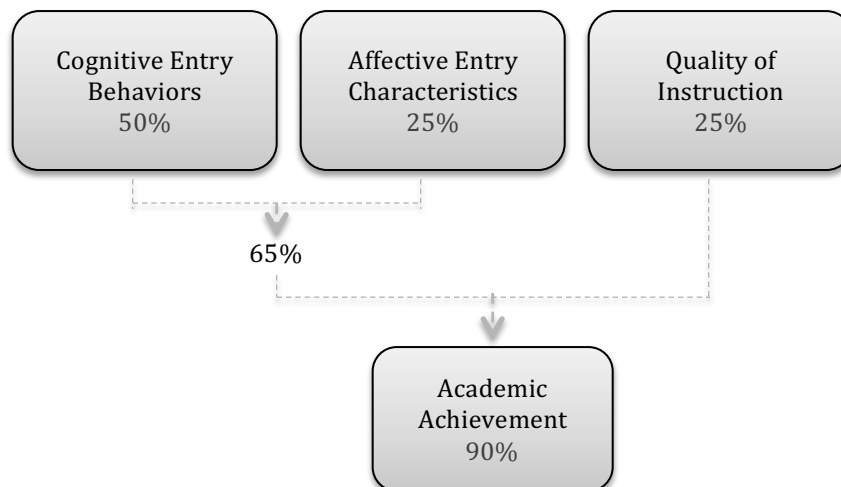 Cognitive Entry
Behaviors
50%
Affective Entry
Characteristics
25%
Quality of
Instruction
25%
65%
Academic
Achievement
90%